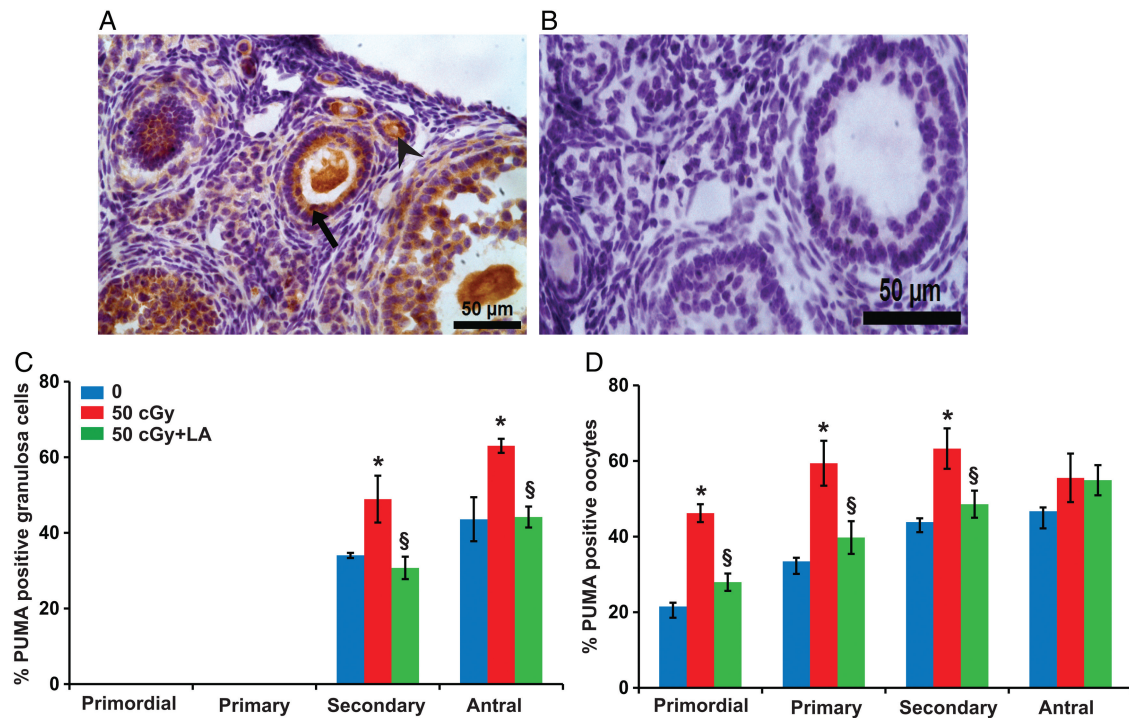 A
B
50 µm
50 µm
C
D
% PUMA positive granulosa cells
80
60
40
20
0
0
50 cGy
50 cGy+LA
*
§
*
§
Primordial
Primary
Secondary
Antral
% PUMA positive oocytes
80
60
40
20
0
*
§
*
§
*
§
Primordial
Primary
Secondary
Antral